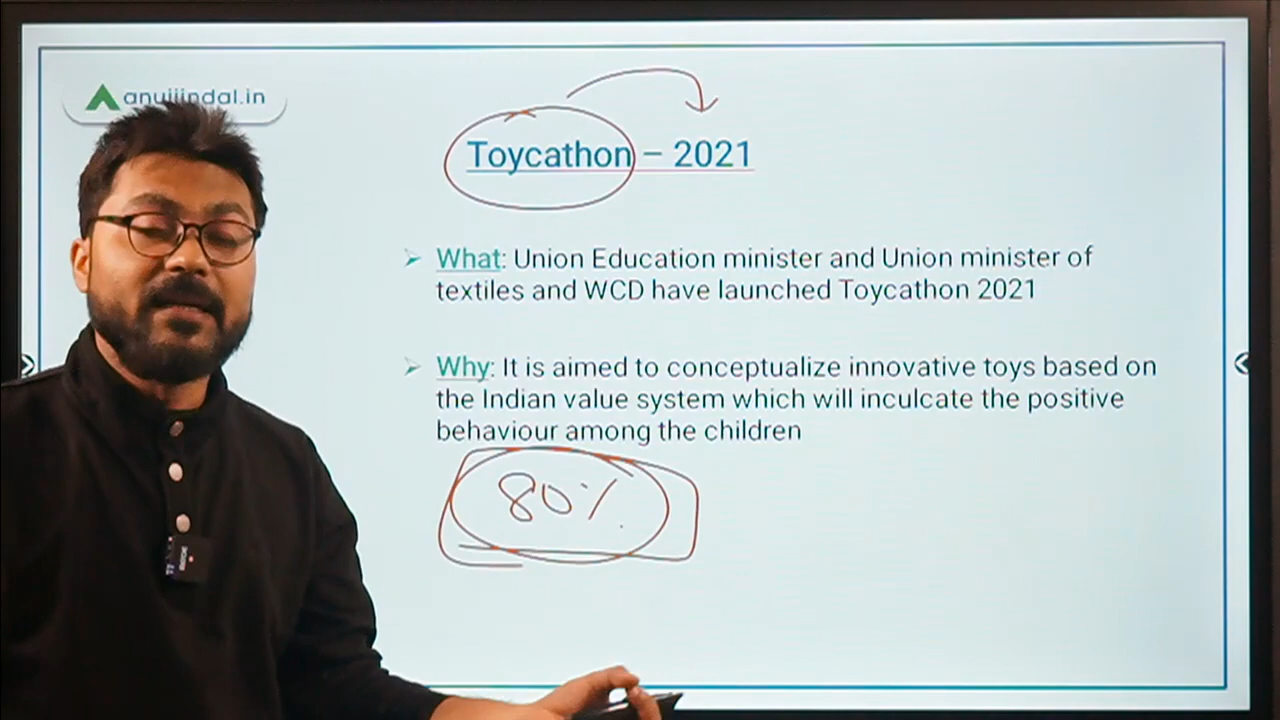 anujjindal.in
Toycathon – 2021
What: Union Education minister and Union minister of
textiles and WCD have launched Toycathon 2021
Why: It is aimed to conceptualize innovative toys based on
the Indian value system which will inculcate the positive
behaviour among the children
80%